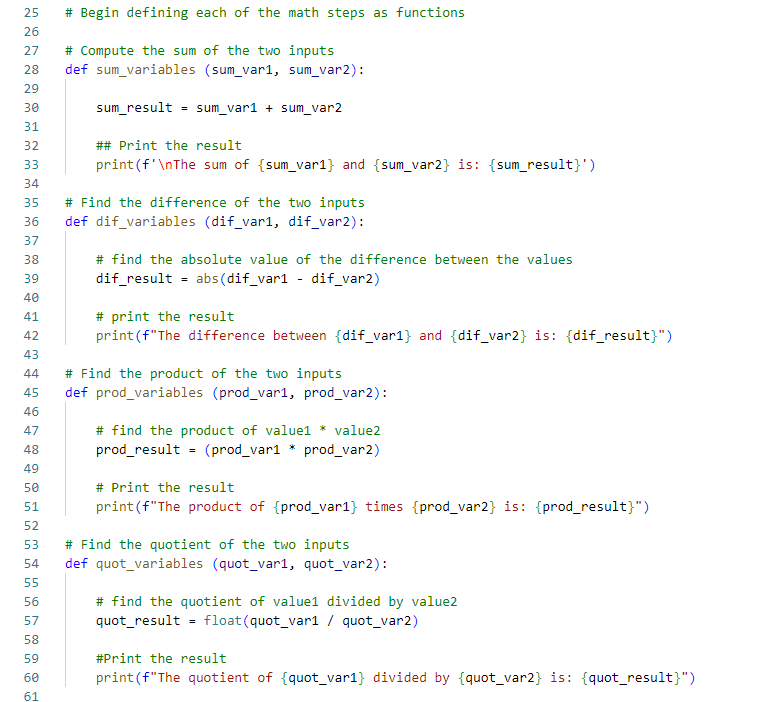 25 # Begin defining each of the math steps as functions
26
27 # Compute the sum of the two inputs
28 def sum_variables (sum_var1, sum_var2):
29
30     sum_result = sum_var1 + sum_var2
31
32     ## Print the result
33     print(f'\nThe sum of {sum_var1} and {sum_var2} is: {sum_result}')
34
35 # Find the difference of the two inputs
36 def dif_variables (dif_var1, dif_var2):
37
38     # find the absolute value of the difference between the values
39     dif_result = abs(dif_var1 - dif_var2)
40
41     # print the result
42     print(f"The difference between {dif_var1} and {dif_var2} is: {dif_result}")
43
44 # Find the product of the two inputs
45 def prod_variables (prod_var1, prod_var2):
46
47     # find the product of value1 * value2
48     prod_result = (prod_var1 * prod_var2)
49
50     # Print the result
51     print(f"The product of {prod_var1} times {prod_var2} is: {prod_result}")
52
53 # Find the quotient of the two inputs
54 def quot_variables (quot_var1, quot_var2):
55
56     # find the quotient of value1 divided by value2
57     quot_result = float(quot_var1 / quot_var2)
58
59     #Print the result
60     print(f"The quotient of {quot_var1} divided by {quot_var2} is: {quot_result}")
61